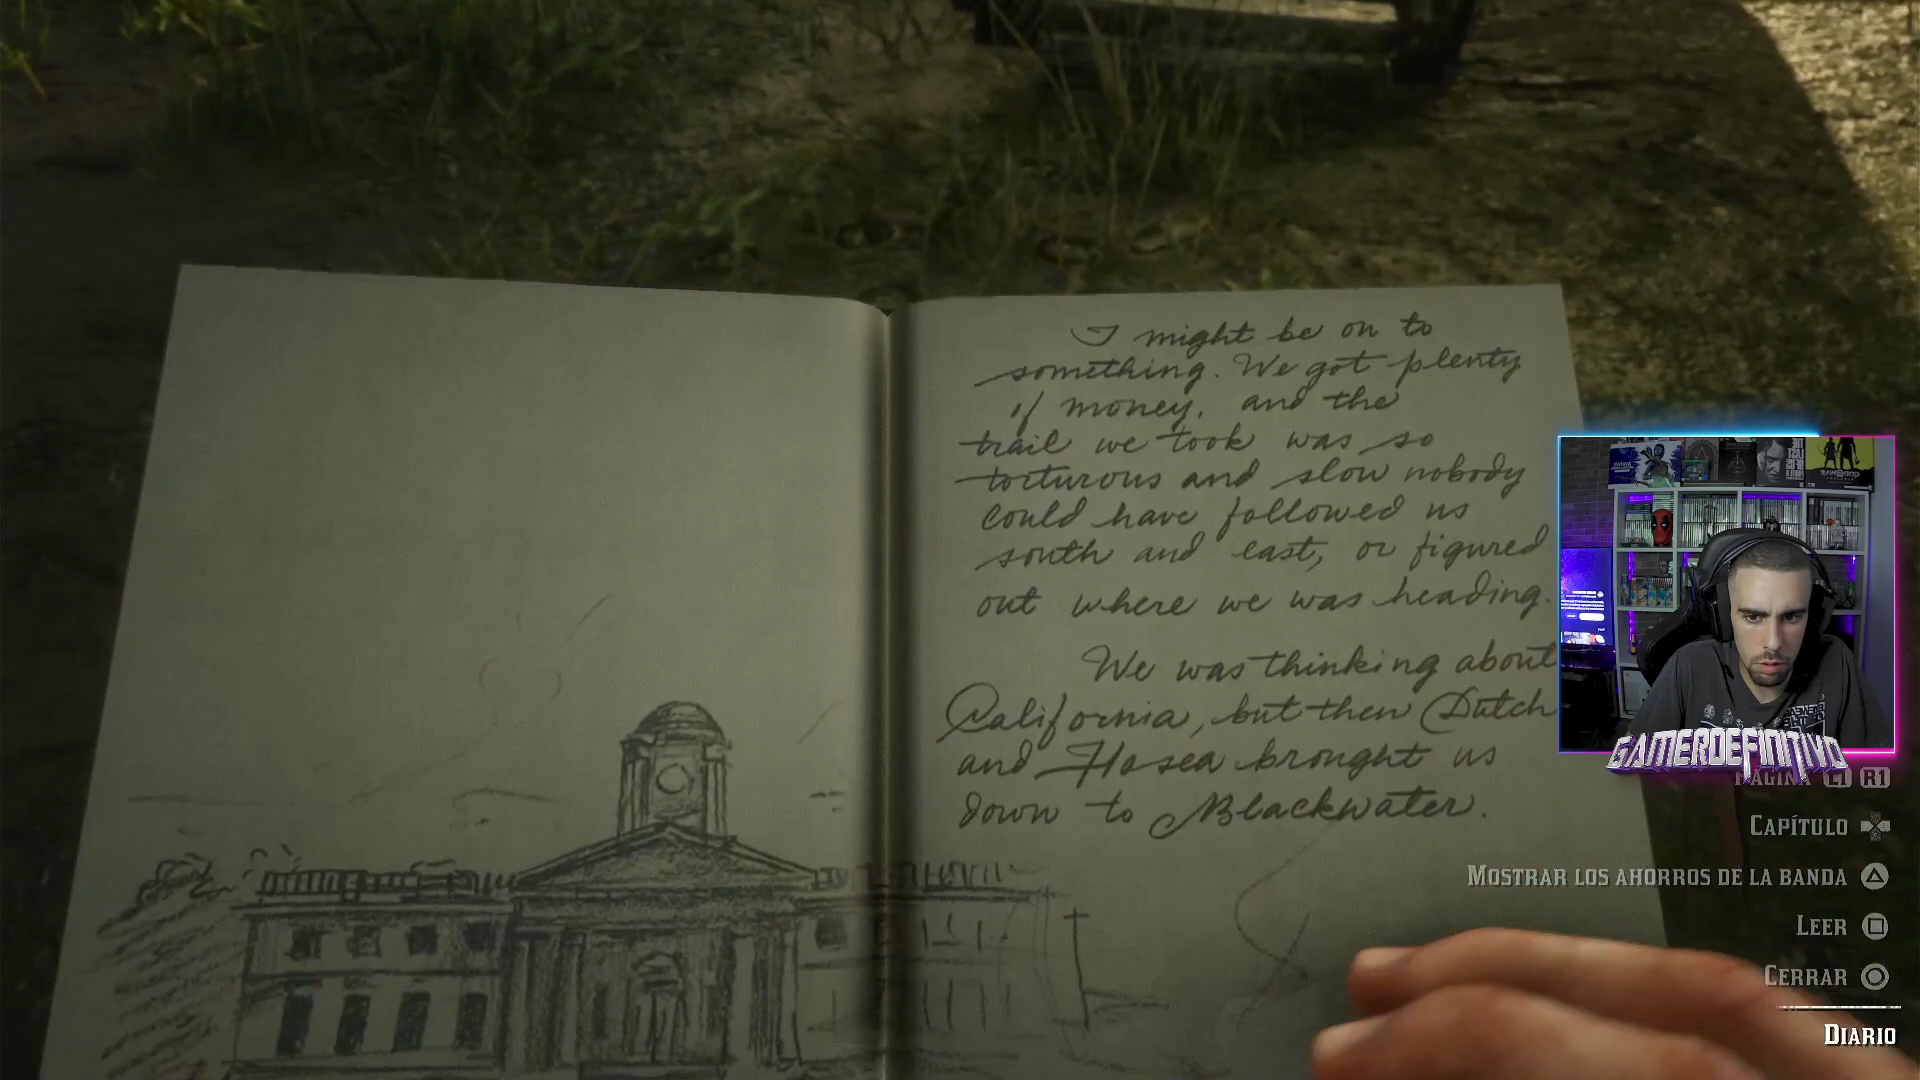 I might be on to
something. We got plenty
of money, and the
trail we took was so
torturous and slow nobody
could have followed us
south and east, or figured
out where we was heading.
We was thinking about
California, but then Dutch
and Hosea brought us
down to Blackwater.
GAMERDEFINITIVO
PÁGINA L1 R1
CAPÍTULO
MOSTRAR LOS AHORROS DE LA BANDA
LEER
CERRAR
DIARIO